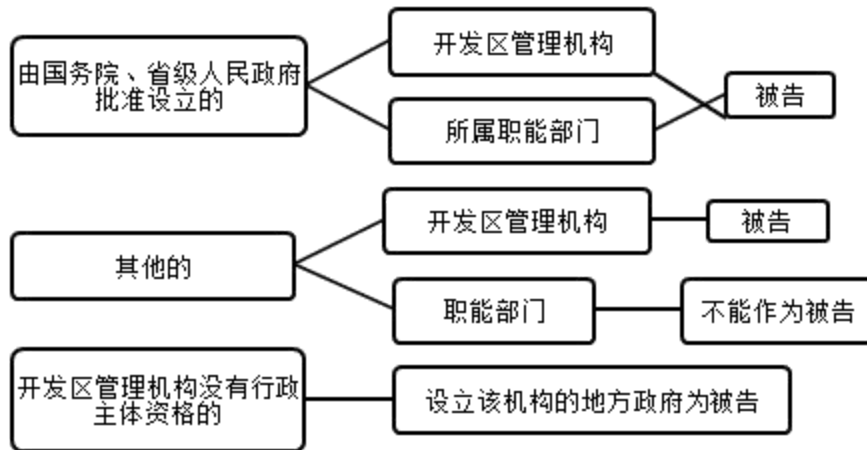 由国务院、省级人民政府
批准设立的
开发区管理机构
所属职能部门
被告
其他的
开发区管理机构
被告
职能部门
不能作为被告
开发区管理机构没有行政
主体资格的
设立该机构的地方政府为被告